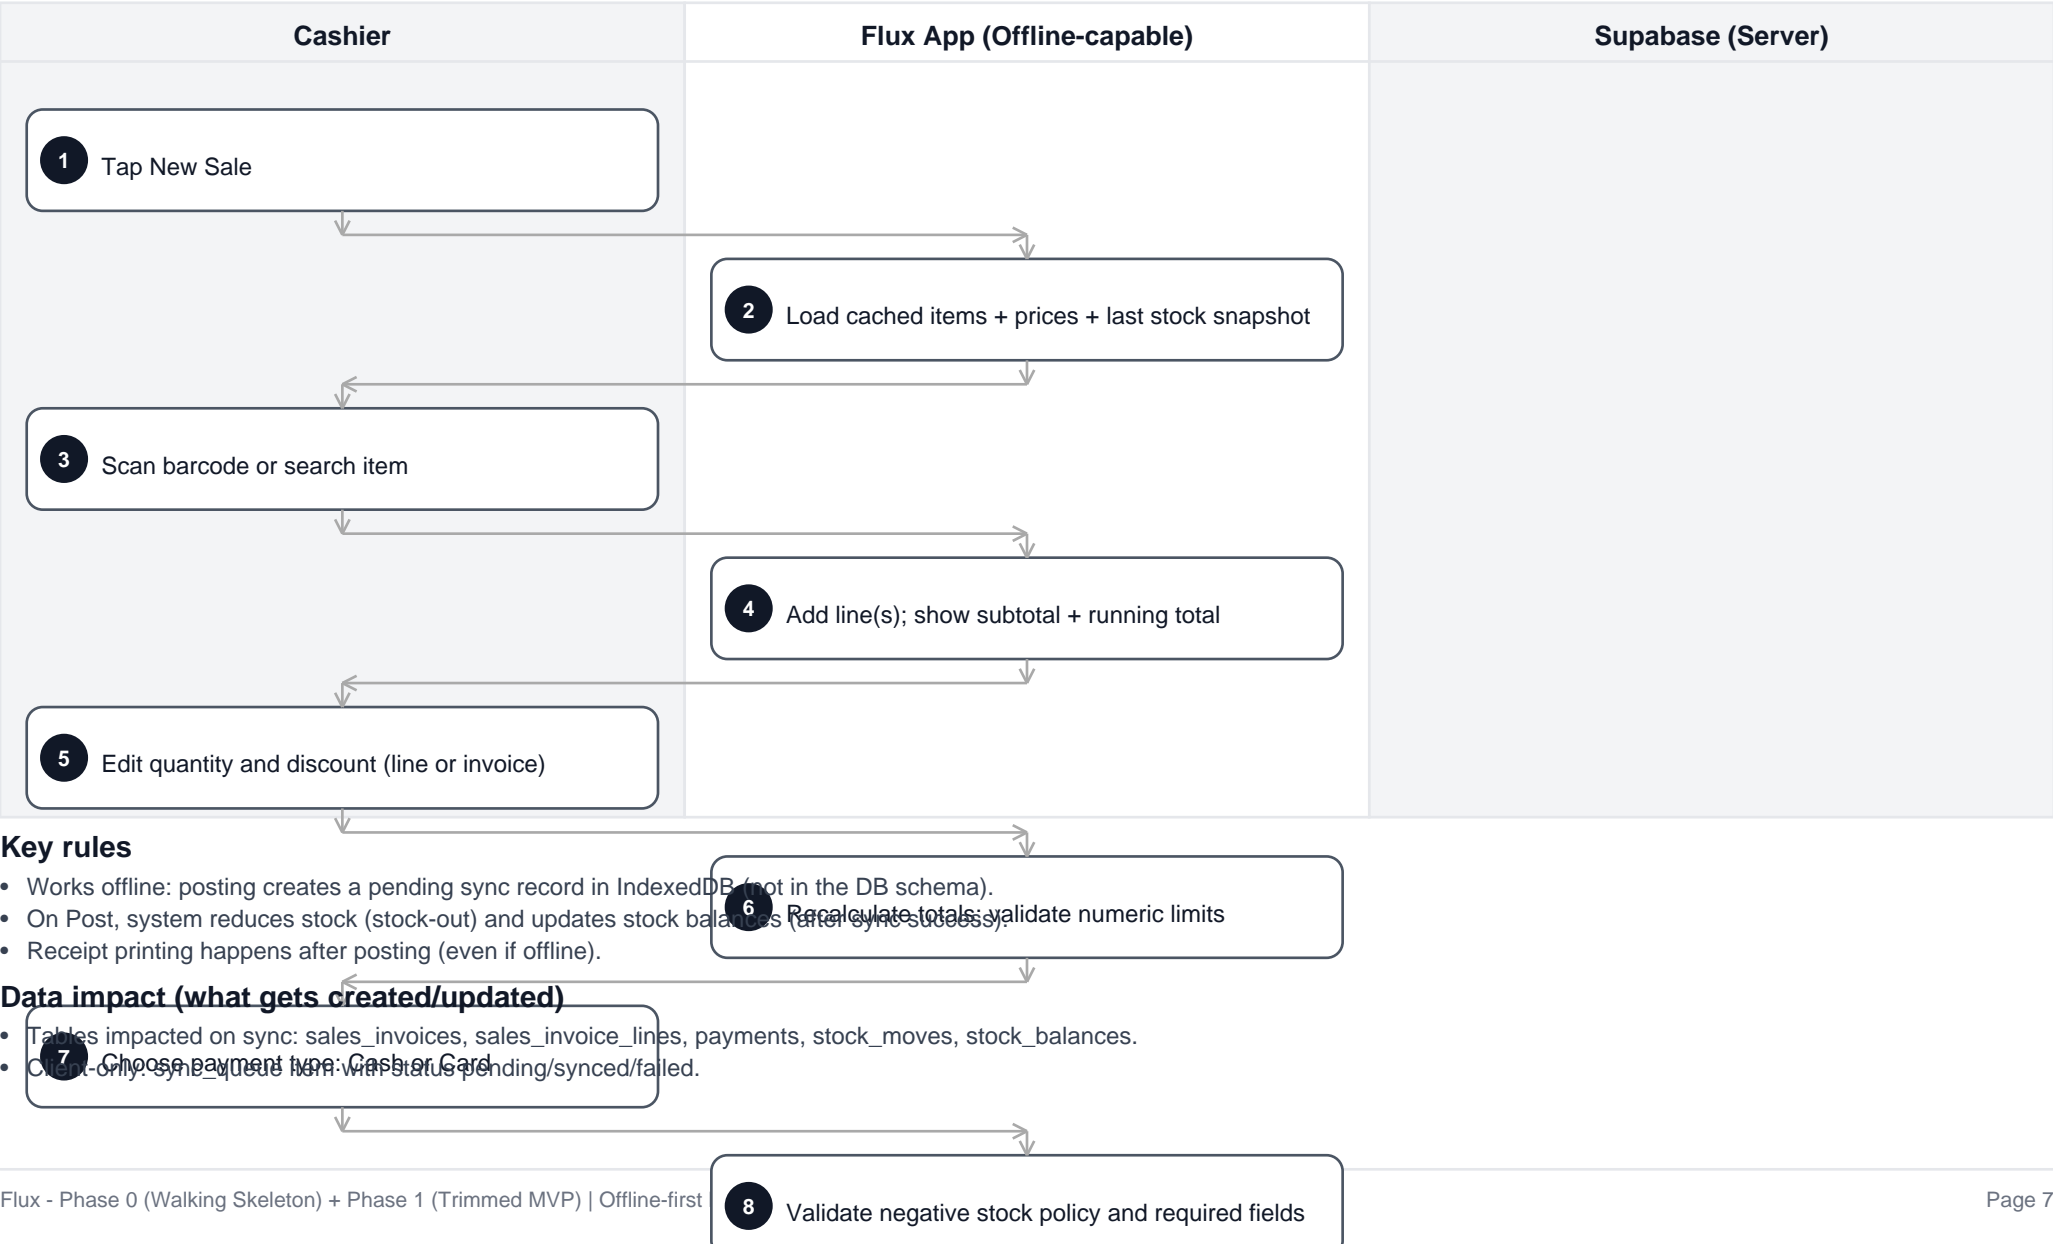 Cashier
Flux App (Offline-capable)
Supabase (Server)
1 Tap New Sale
2 Load cached items + prices + last stock snapshot
3 Scan barcode or search item
4 Add line(s); show subtotal + running total
5 Edit quantity and discount (line or invoice)
Key rules
• Works offline: posting creates a pending sync record in IndexedDB (not in the DB schema).
• On Post, system reduces stock (stock-out) and updates stock balances (after sync success).
6 Recalculate totals; validate numeric limits
• Receipt printing happens after posting (even if offline).
Data impact (what gets created/updated)
• Tables impacted on sync: sales_invoices, sales_invoice_lines, payments, stock_moves, stock_balances.
7 Choose payment type: Cash or Card
• Client-only: sync_queue item with status pending/synced/failed.
Flux - Phase 0 (Walking Skeleton) + Phase 1 (Trimmed MVP) | Offline-first
Page 7
8 Validate negative stock policy and required fields